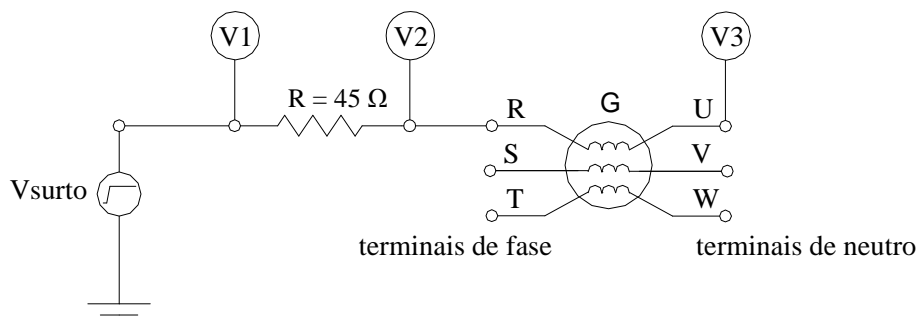 V1
V2
V3
R = 45 Ω
G
R
U
S
V
Vsurto
T
W
terminais de fase
terminais de neutro